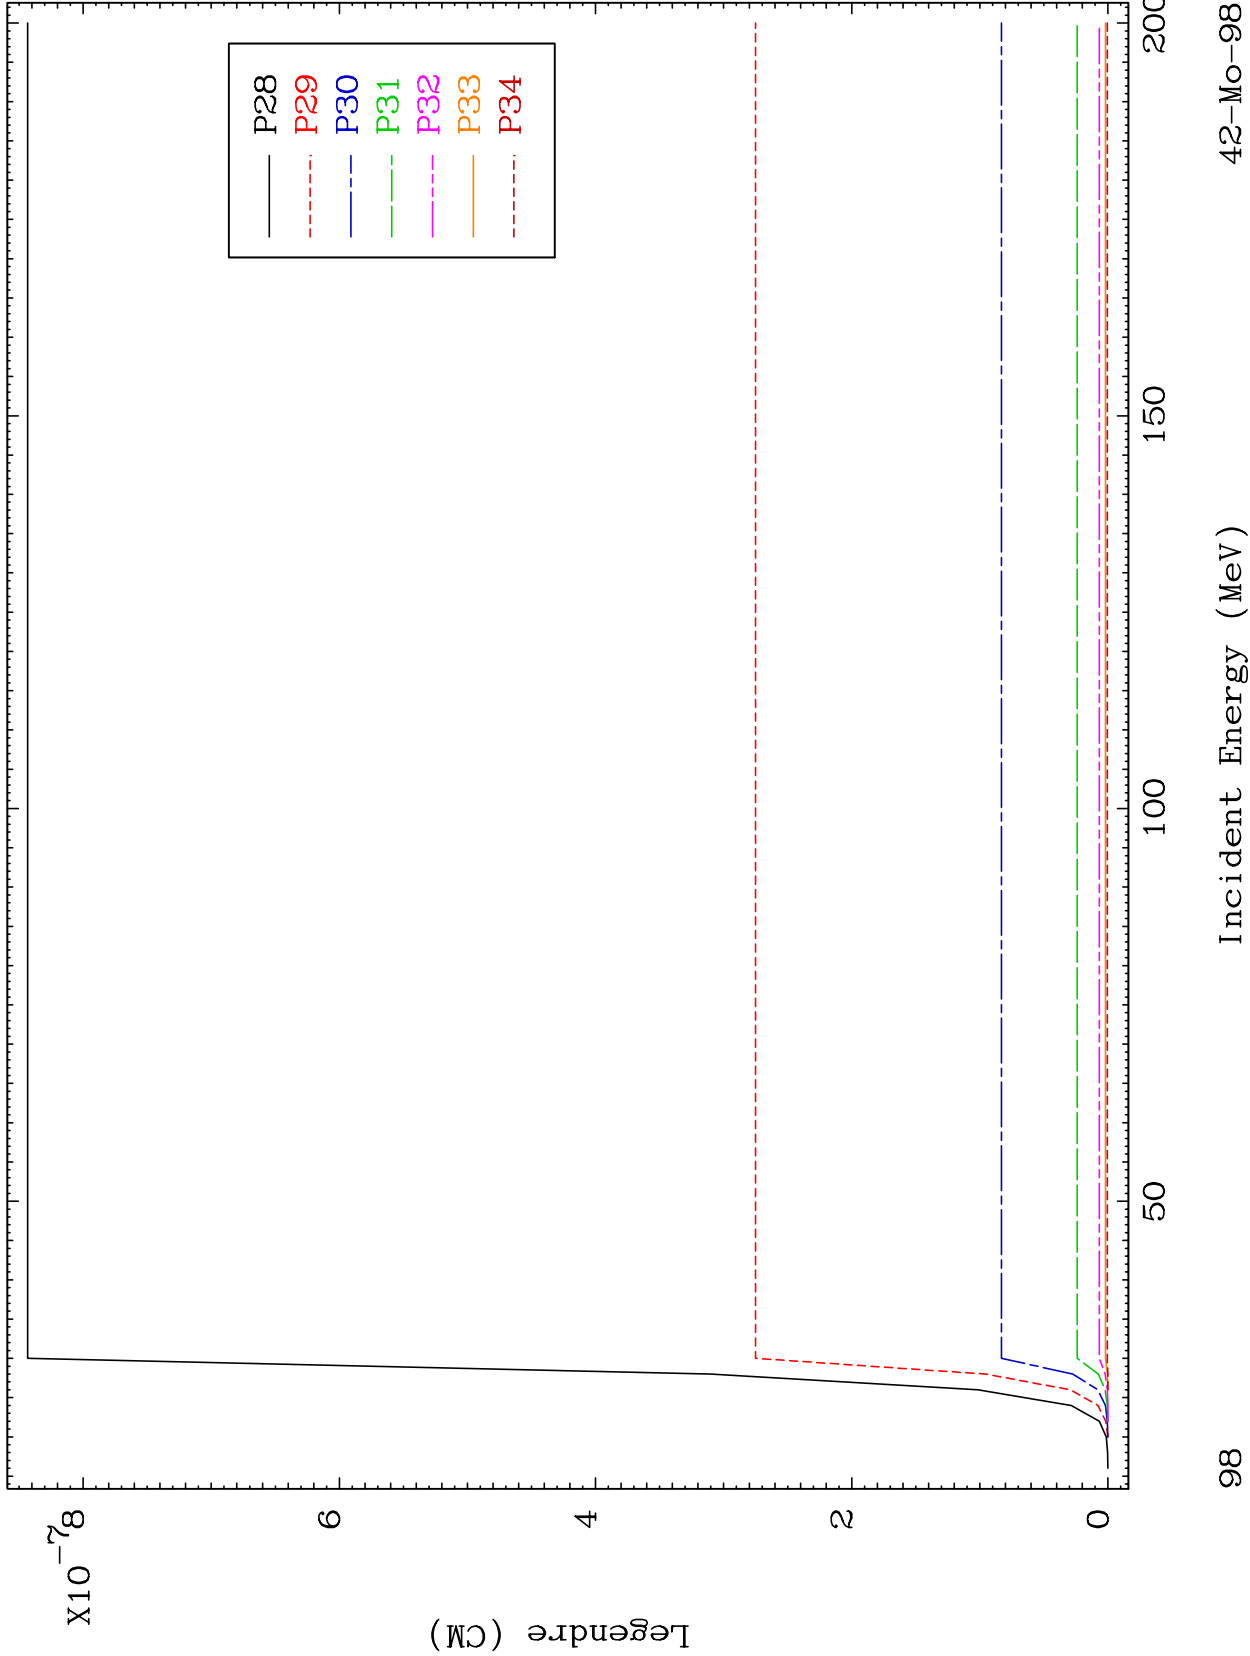 X10-7
8
6
4
2
0
Legendre (CM)
P28
P29
P30
P31
P32
P33
P34
50
100
150
200
Incident Energy (MeV)
98
42-Mo-98